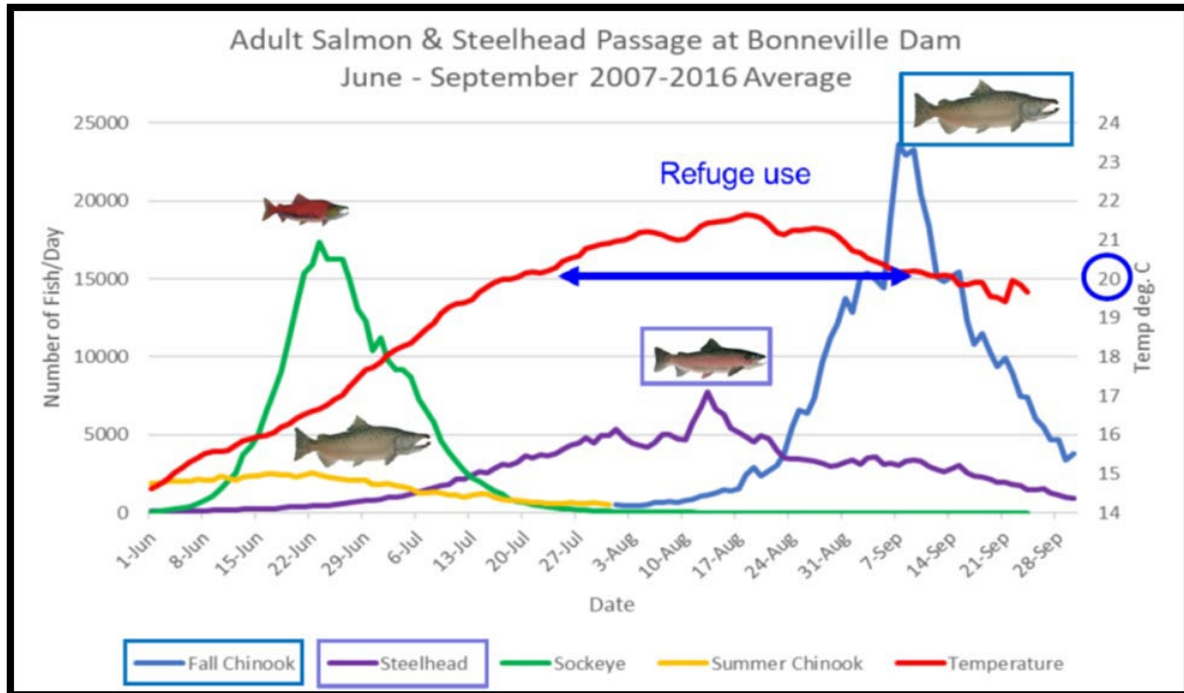 Adult Salmon & Steelhead Passage at Bonneville Dam
June - September 2007-2016 Average
Number of Fish/Day
25000
20000
15000
10000
5000
0
Refuge use
24
23
22
21
20
19
18
17
16
15
14
Temp deg. C
1-Jun
8-Jun
15-Jun
22-Jun
29-Jun
6-Jul
13-Jul
20-Jul
27-Jul
3-Aug
10-Aug
17-Aug
24-Aug
31-Aug
7-Sep
14-Sep
21-Sep
28-Sep
Date
Fall Chinook Steelhead Sockeye Summer Chinook Temperature